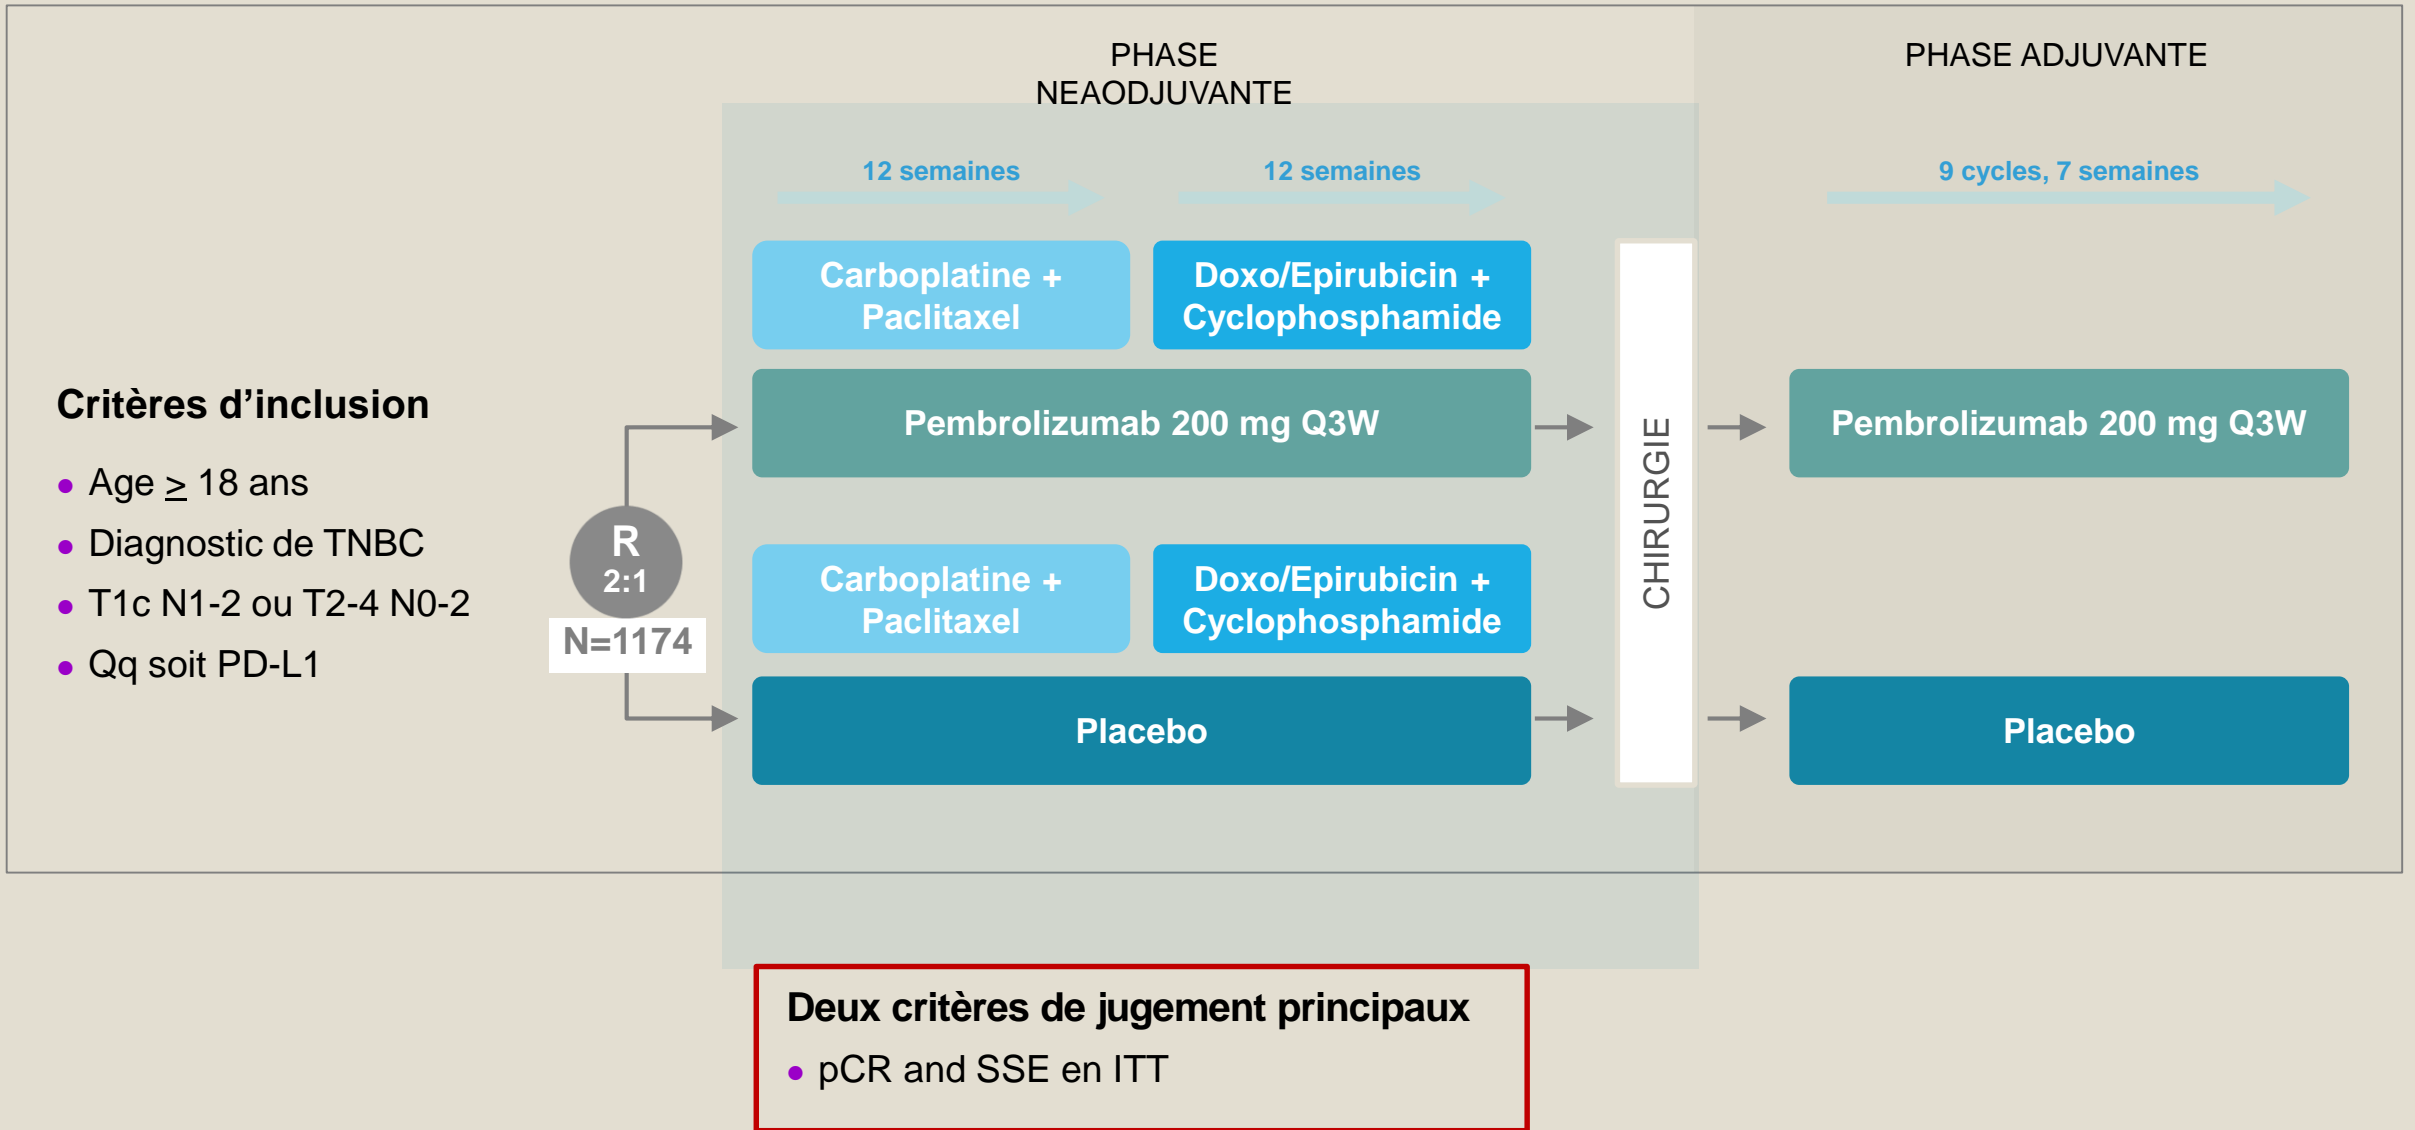 PHASE
NEAODJUVANTE
PHASE ADJUVANTE
12 semaines
12 semaines
9 cycles, 7 semaines
Carboplatine +
Paclitaxel
Doxo/Epirubicin +
Cyclophosphamide
Critères d’inclusion
• Age ≥ 18 ans
• Diagnostic de TNBC
• T1c N1-2 ou T2-4 N0-2
• Qq soit PD-L1
R
2:1
N=1174
Pembrolizumab 200 mg Q3W
Carboplatine +
Paclitaxel
Doxo/Epirubicin +
Cyclophosphamide
Placebo
CHIRURGIE
Pembrolizumab 200 mg Q3W
Placebo
Deux critères de jugement principaux
• pCR and SSE en ITT